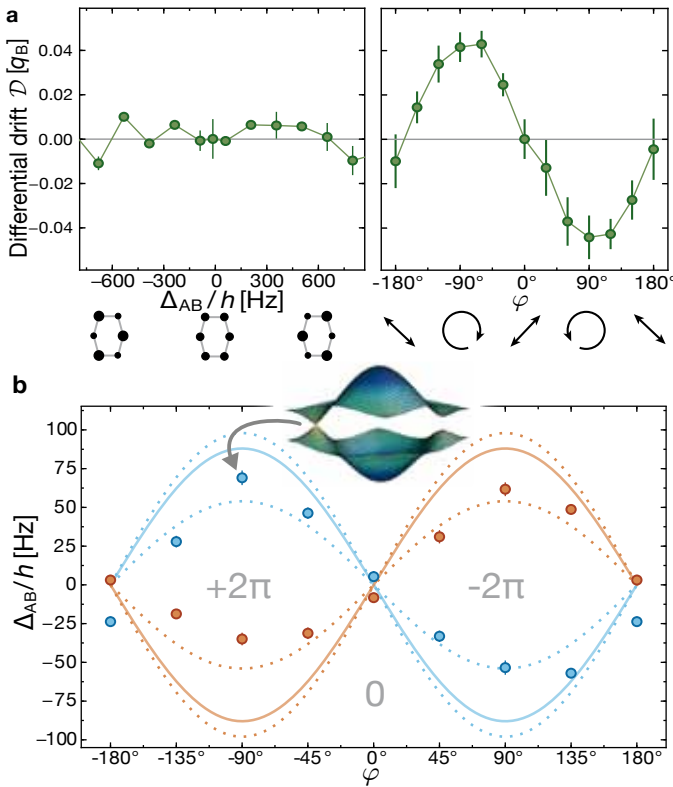 a
Differential drift 𝒟 [q_B]
0.04
0.02
0.00
−0.02
−0.04
−600 −300 0 300 600
Δ_AB / h [Hz]
-180° -90° 0° 90° 180°
φ
b
Δ_AB/h [Hz]
100
75
50
25
0
−25
−50
−75
−100
+2π
-2π
0
-180° -135° -90° -45° 0° 45° 90° 135° 180°
φ